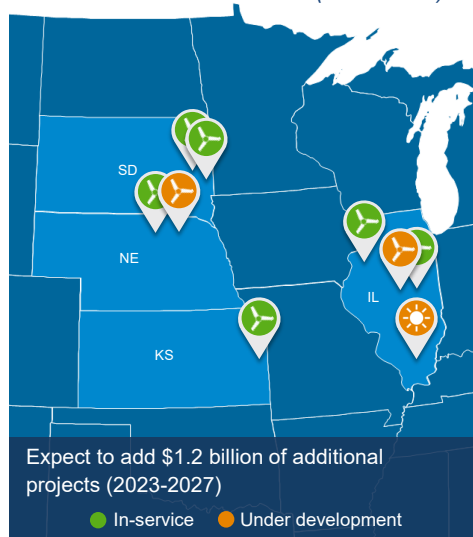 SD
NE
IL
KS
Expect to add $1.2 billion of additional
projects (2023-2027)
In-service
Under development